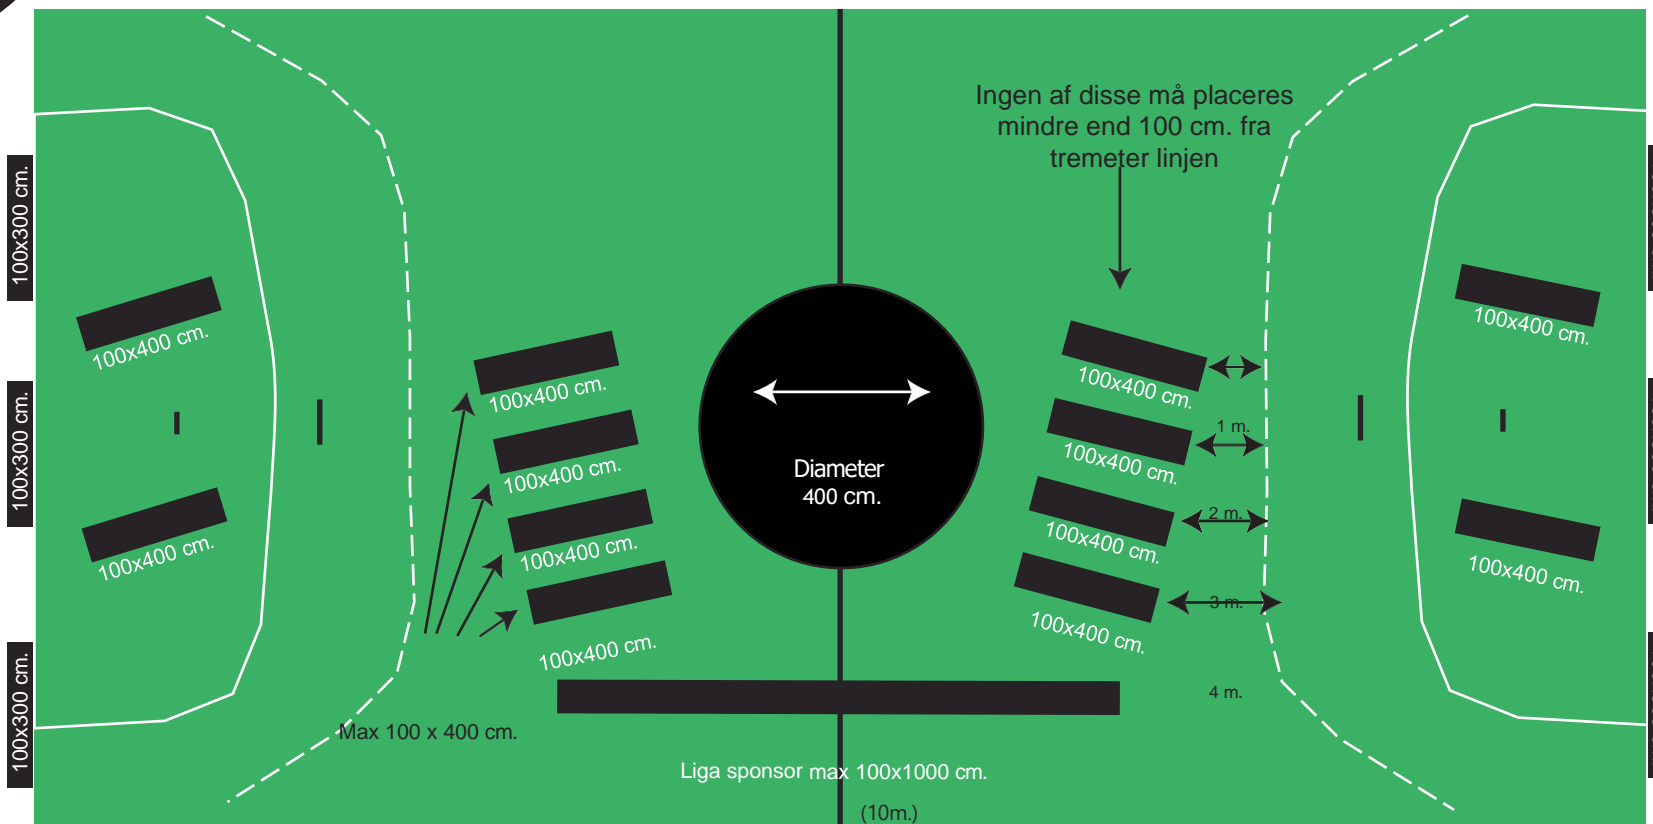 Ingen af disse må placeres
mindre end 100 cm. fra
tremeter linjen
100x300 cm.
100x300 cm.
100x300 cm.
100x400 cm.
100x400 cm.
100x400 cm.
100x400 cm.
100x400 cm.
100x400 cm.
Max 100 x 400 cm.
Diameter
400 cm.
100x400 cm.
100x400 cm.
100x400 cm.
100x400 cm.
1 m.
2 m.
3 m.
4 m.
100x400 cm.
100x400 cm.
Liga sponsor max 100x1000 cm.
(10m.)